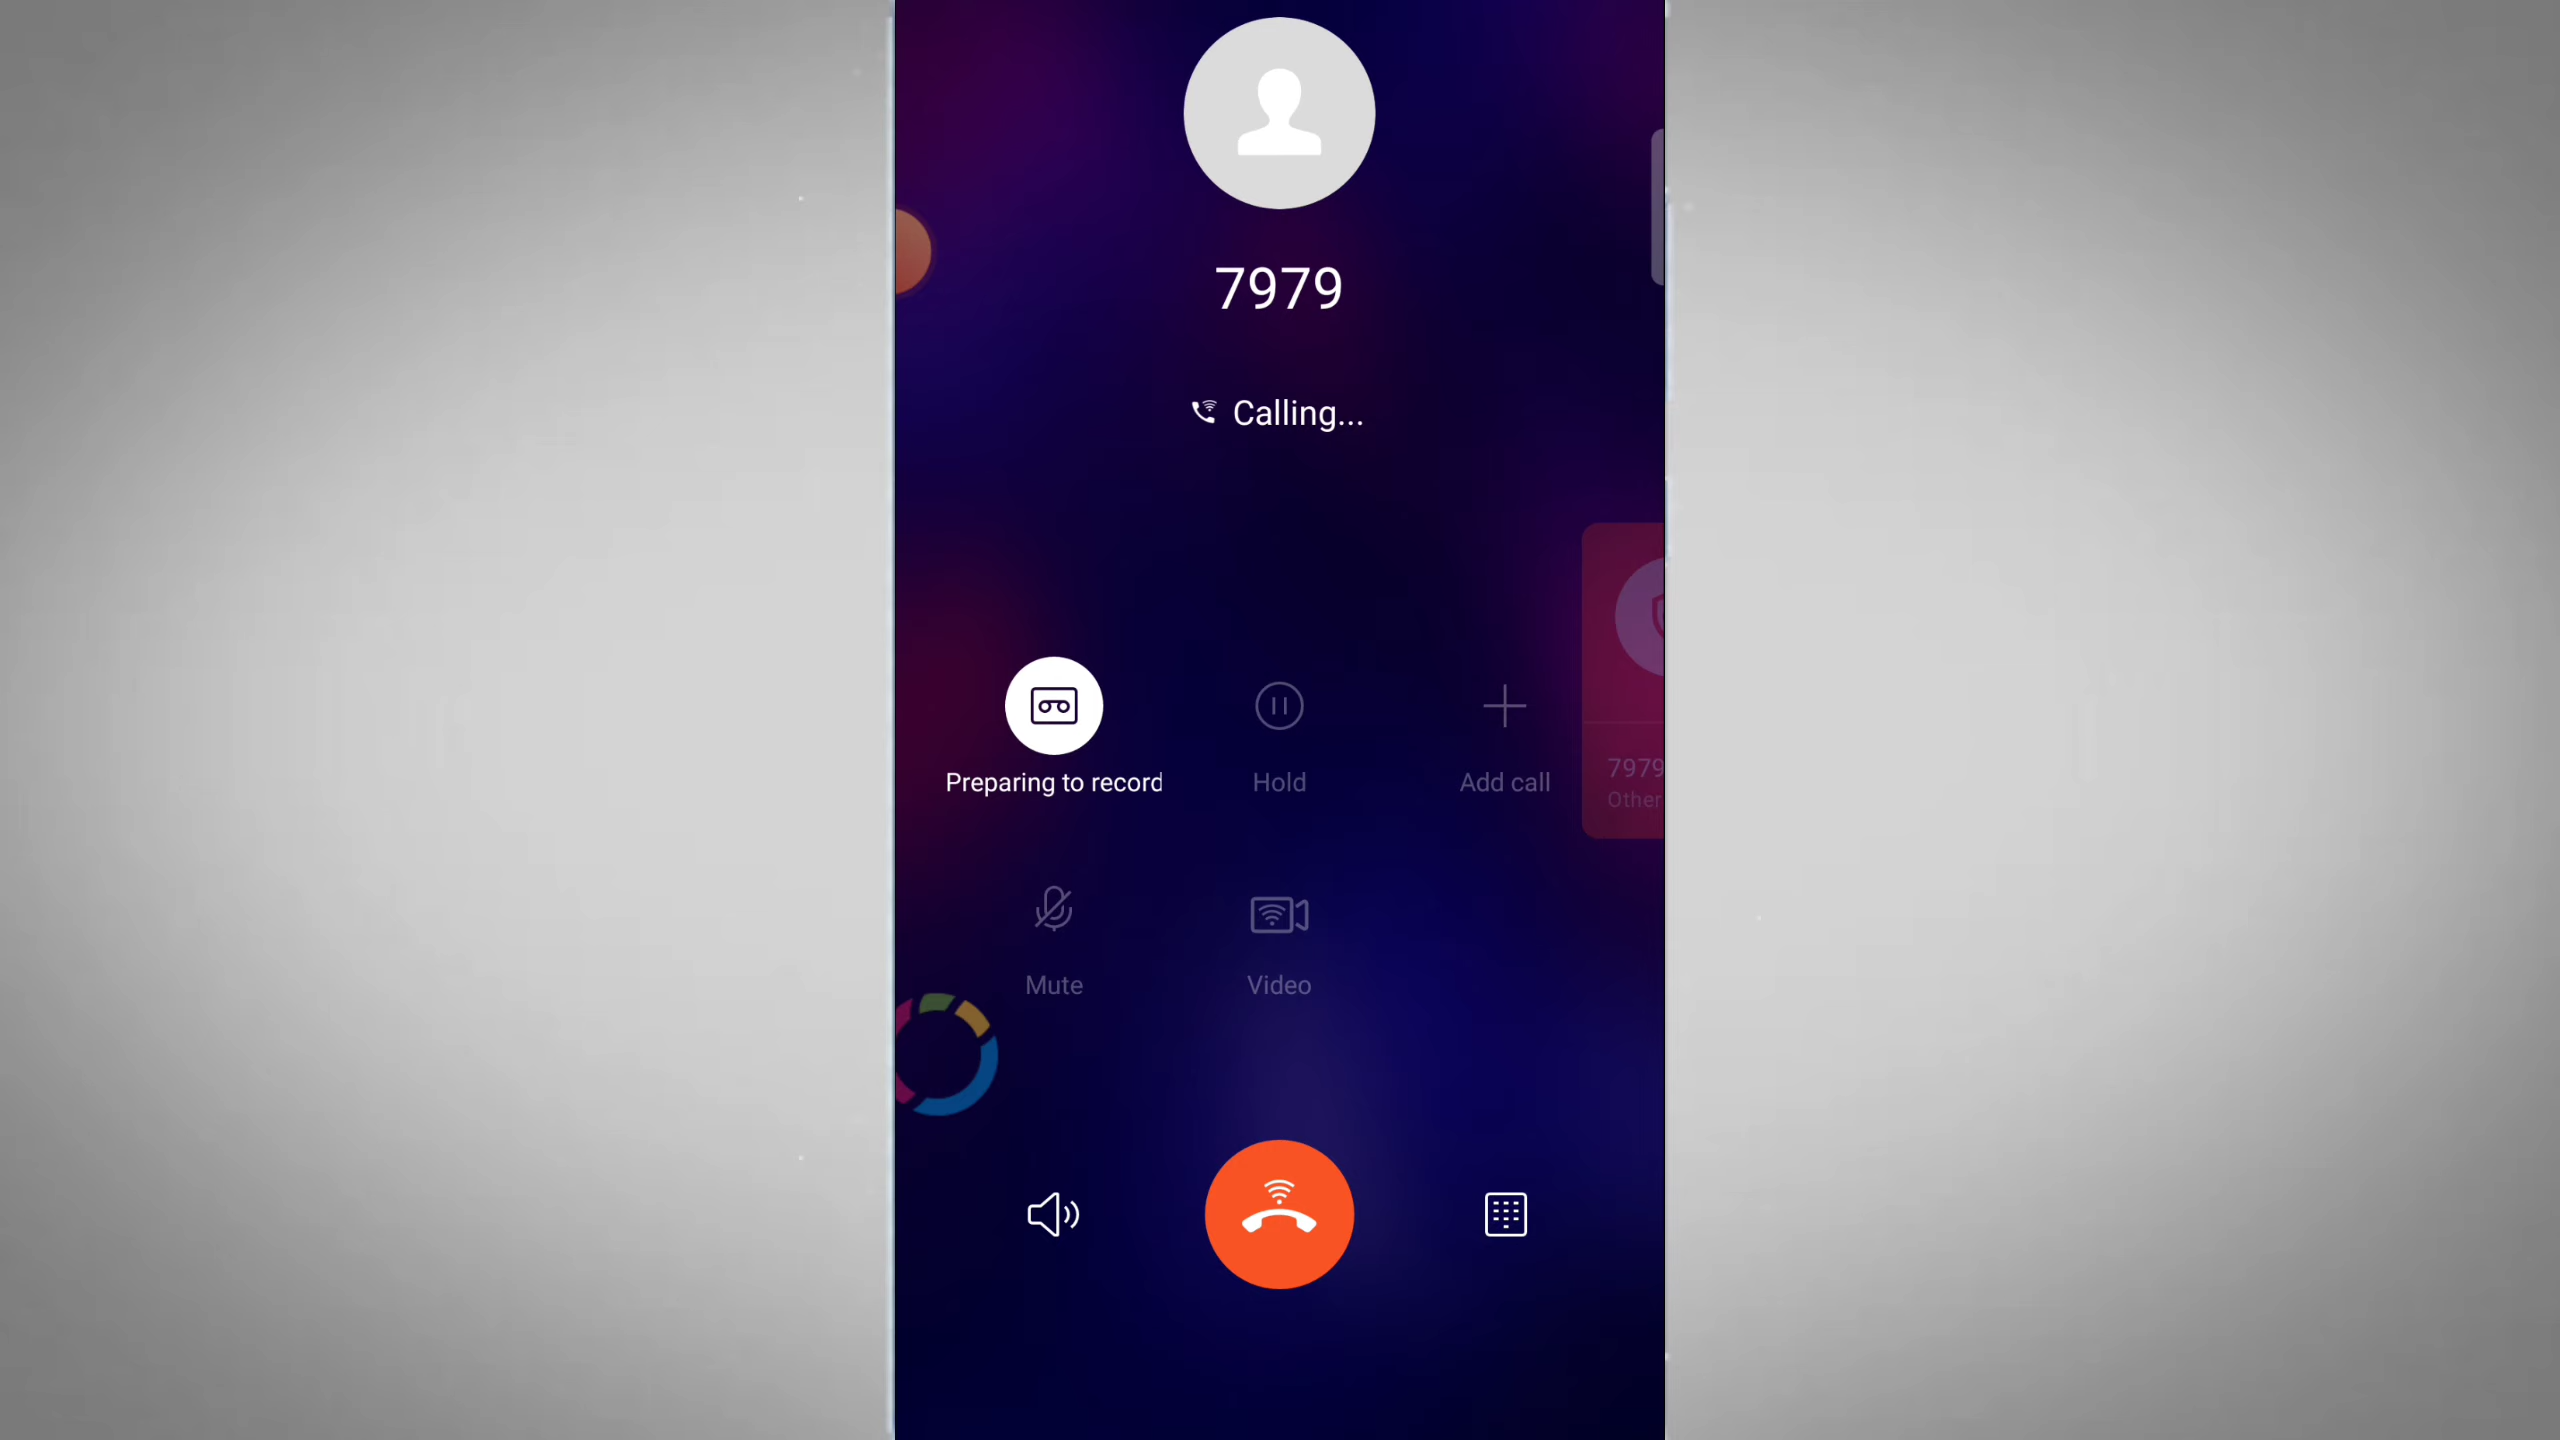 7979
Calling...
Preparing to record
Hold
Add call
7979
Other
Mute
Video